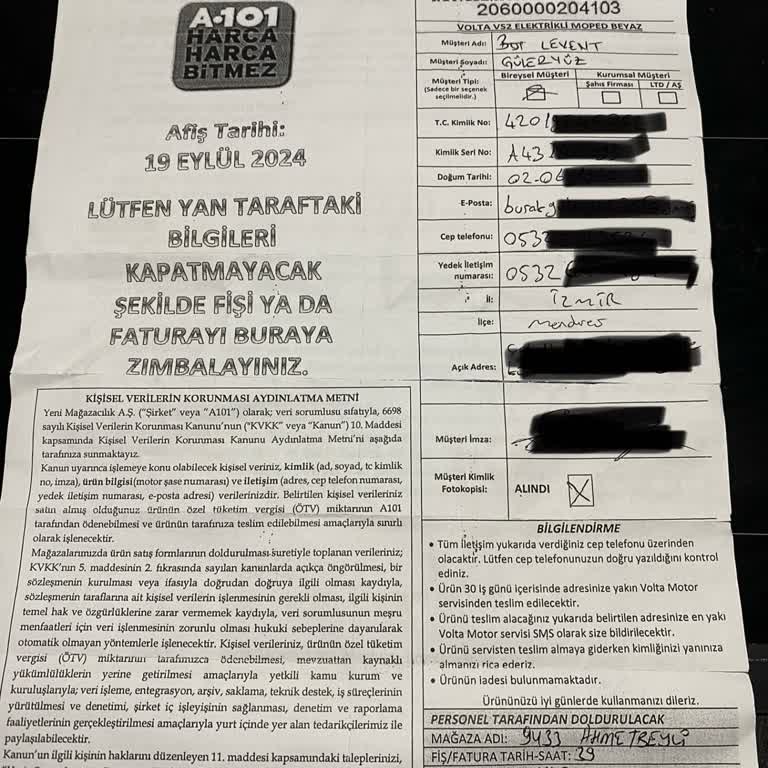 A-101
HARCA
HARCA
BiTMEZ
Afiş Tarihi:
19 EYLÜL 2024
LÜTFEN YAN TARAFTAKİ
BİLGİLERİ
KAPATMAYACAK
ŞEKİLDE FİŞİ YA DA
FATURAYI BURAYA
ZIMBALAYINIZ.
KİŞİSEL VERİLERİN KORUNMASI AYDINLATMA METNİ
Yeni Mağazacılık A.Ş. ("Şirket" veya "A101") olarak; veri sorumlusu sıfatıyla, 6698
sayılı Kişisel Verilerin Korunması Kanunu'nun ("KVKK" veya "Kanun") 10. Maddesi
kapsamında Kişisel Verilerin Korunması Kanunu Aydınlatma Metni'ni aşağıda
tarafınıza sunmaktayız.
Kanun uyarınca işlemeye konu olabilecek kişisel veriniz, kimlik (ad, soyad, tc kimlik
no, imza), ürün bilgisi(motor şase numarası) ve iletişim (adres, cep telefon numarası,
yedek iletişim numarası, e-posta adresi) verilerinizdir. Belirtilen kişisel verileriniz
satın almış olduğunuz ürünün özel tüketim vergisi (ÖTV) miktarının A101
tarafından ödenebilmesi ve ürünün tarafınıza teslim edilebilmesi amaçlarıyla sınırlı
olarak işlenecektir.
Mağazalarımızda ürün satış formlarının doldurulması suretiyle toplanan verileriniz;
KVKK'nın 5. maddesinin 2. fıkrasında sayılan kanunlarda açıkça öngörülmesi, bir
sözleşmenin kurulması veya ifasıyla doğrudan doğruya ilgili olması kaydıyla,
sözleşmenin taraflarına ait kişisel verilerin işlenmesinin gerekli olması, ilgili kişinin
temel hak ve özgürlüklerine zarar vermemek kaydıyla, veri sorumlusunun meşru
menfaatleri için veri işlenmesinin zorunlu olması hukuki sebeplerine dayanılarak
otomatik olmayan yöntemlerle işlenecektir. Kişisel verileriniz, ürünün özel tüketim
vergisi (ÖTV) miktarının tarafımızca ödenebilmesi, mevzuattan kaynaklı
yükümlülüklerin yerine getirilmesi amaçlarıyla yetkili kamu kurum ve
kuruluşlarıyla; veri işleme, entegrasyon, arşiv, saklama, teknik destek, iş süreçlerinin
yürütülmesi ve denetimi, şirket iç işleyişinin sağlanması, denetim ve raporlama
faaliyetlerinin gerçekleştirilmesi amaçlarıyla yurt içinde yer alan tedarikçilerimiz ile
paylaşılabilecektir.
Kanun'un ilgili kişinin haklarını düzenleyen 11. maddesi kapsamındaki taleplerinizi,
2060000204103
VOLTA VS2 ELEKTRİKLİ MOPED BEYAZ
Müşteri Adı: LEVENT
Müşteri Soyadı: GÜLERYÜZ
Müşteri Tipi: Bireysel Müşteri Kurumsal Müşteri
(Sadece bir seçenek seçilmelidir.) Şahıs Firması LTD / AŞ
T.C. Kimlik No: 4201
Kimlik Seri No: A43
Doğum Tarihi: 02-0
E-Posta: burakg
Cep telefonu: 0532
Yedek İletişim numarası: 0532
İl: İZMİR
İlçe: Menderes
Açık Adres:
Müşteri İmza:
Müşteri Kimlik
Fotokopisi: ALINDI
BİLGİLENDİRME
• Tüm İletişim yukarıda verdiğiniz cep telefonu üzerinden
olacaktır. Lütfen cep telefonunuzun doğru yazıldığını kontrol
ediniz.
• Ürün 30 iş günü içerisinde adresinize yakın Volta Motor
servisinden teslim edilecektir.
• Ürünü teslim alacağınız yukarıda belirtilen adresinize en yakı
Volta Motor servisi SMS olarak size bildirilecektir.
• Ürünü servisten teslim almaya giderken kimliğinizi yanınıza
almanızı rica ederiz.
• Ürünün iadesi bulunmamaktadır.
Ürününüzü iyi günlerde kullanmanızı dileriz.
PERSONEL TARAFINDAN DOLDURULACAK
MAĞAZA ADI: 9433 AHMETBEYLİ
FİŞ/FATURA TARİH-SAAT: 29